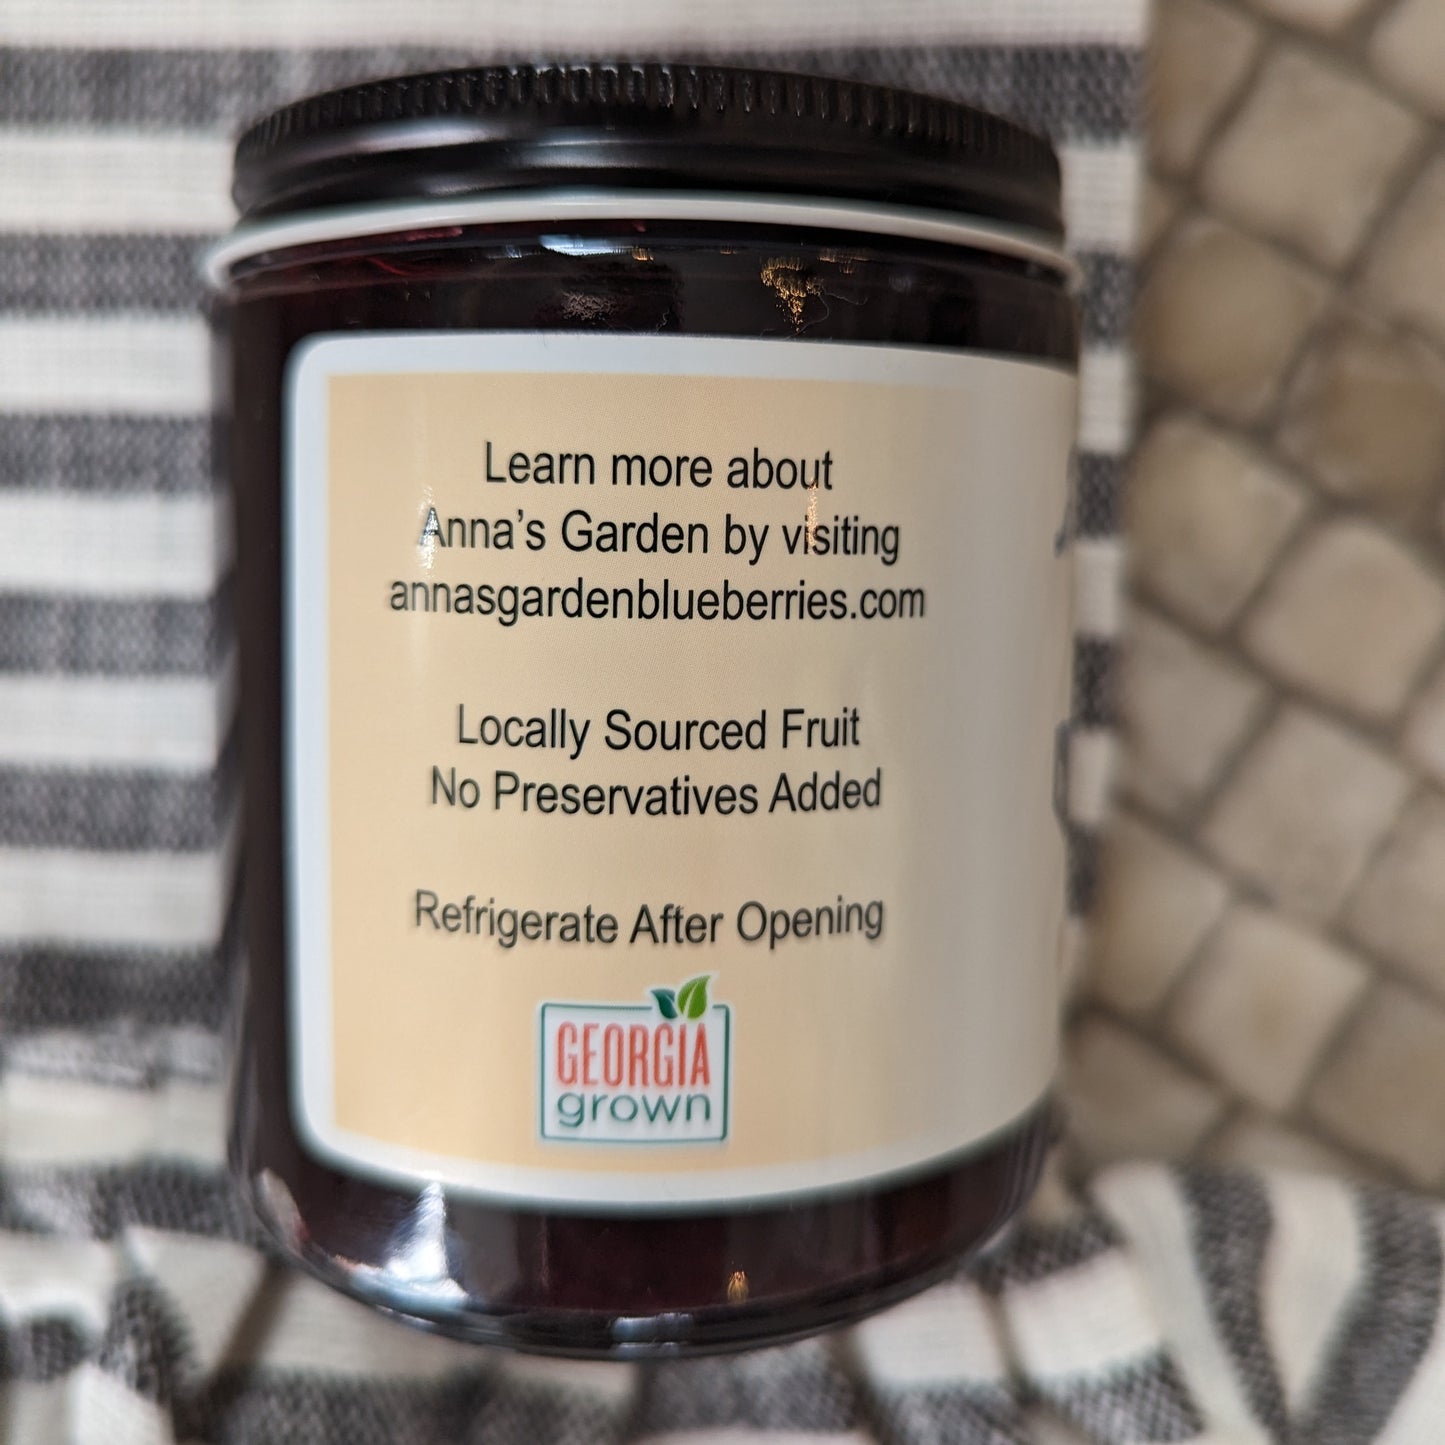 Learn more about
Anna's Garden by visiting
annasgardenblueberries.com
Locally Sourced Fruit
No Preservatives Added
Refrigerate After Opening
GEORGIA
grown